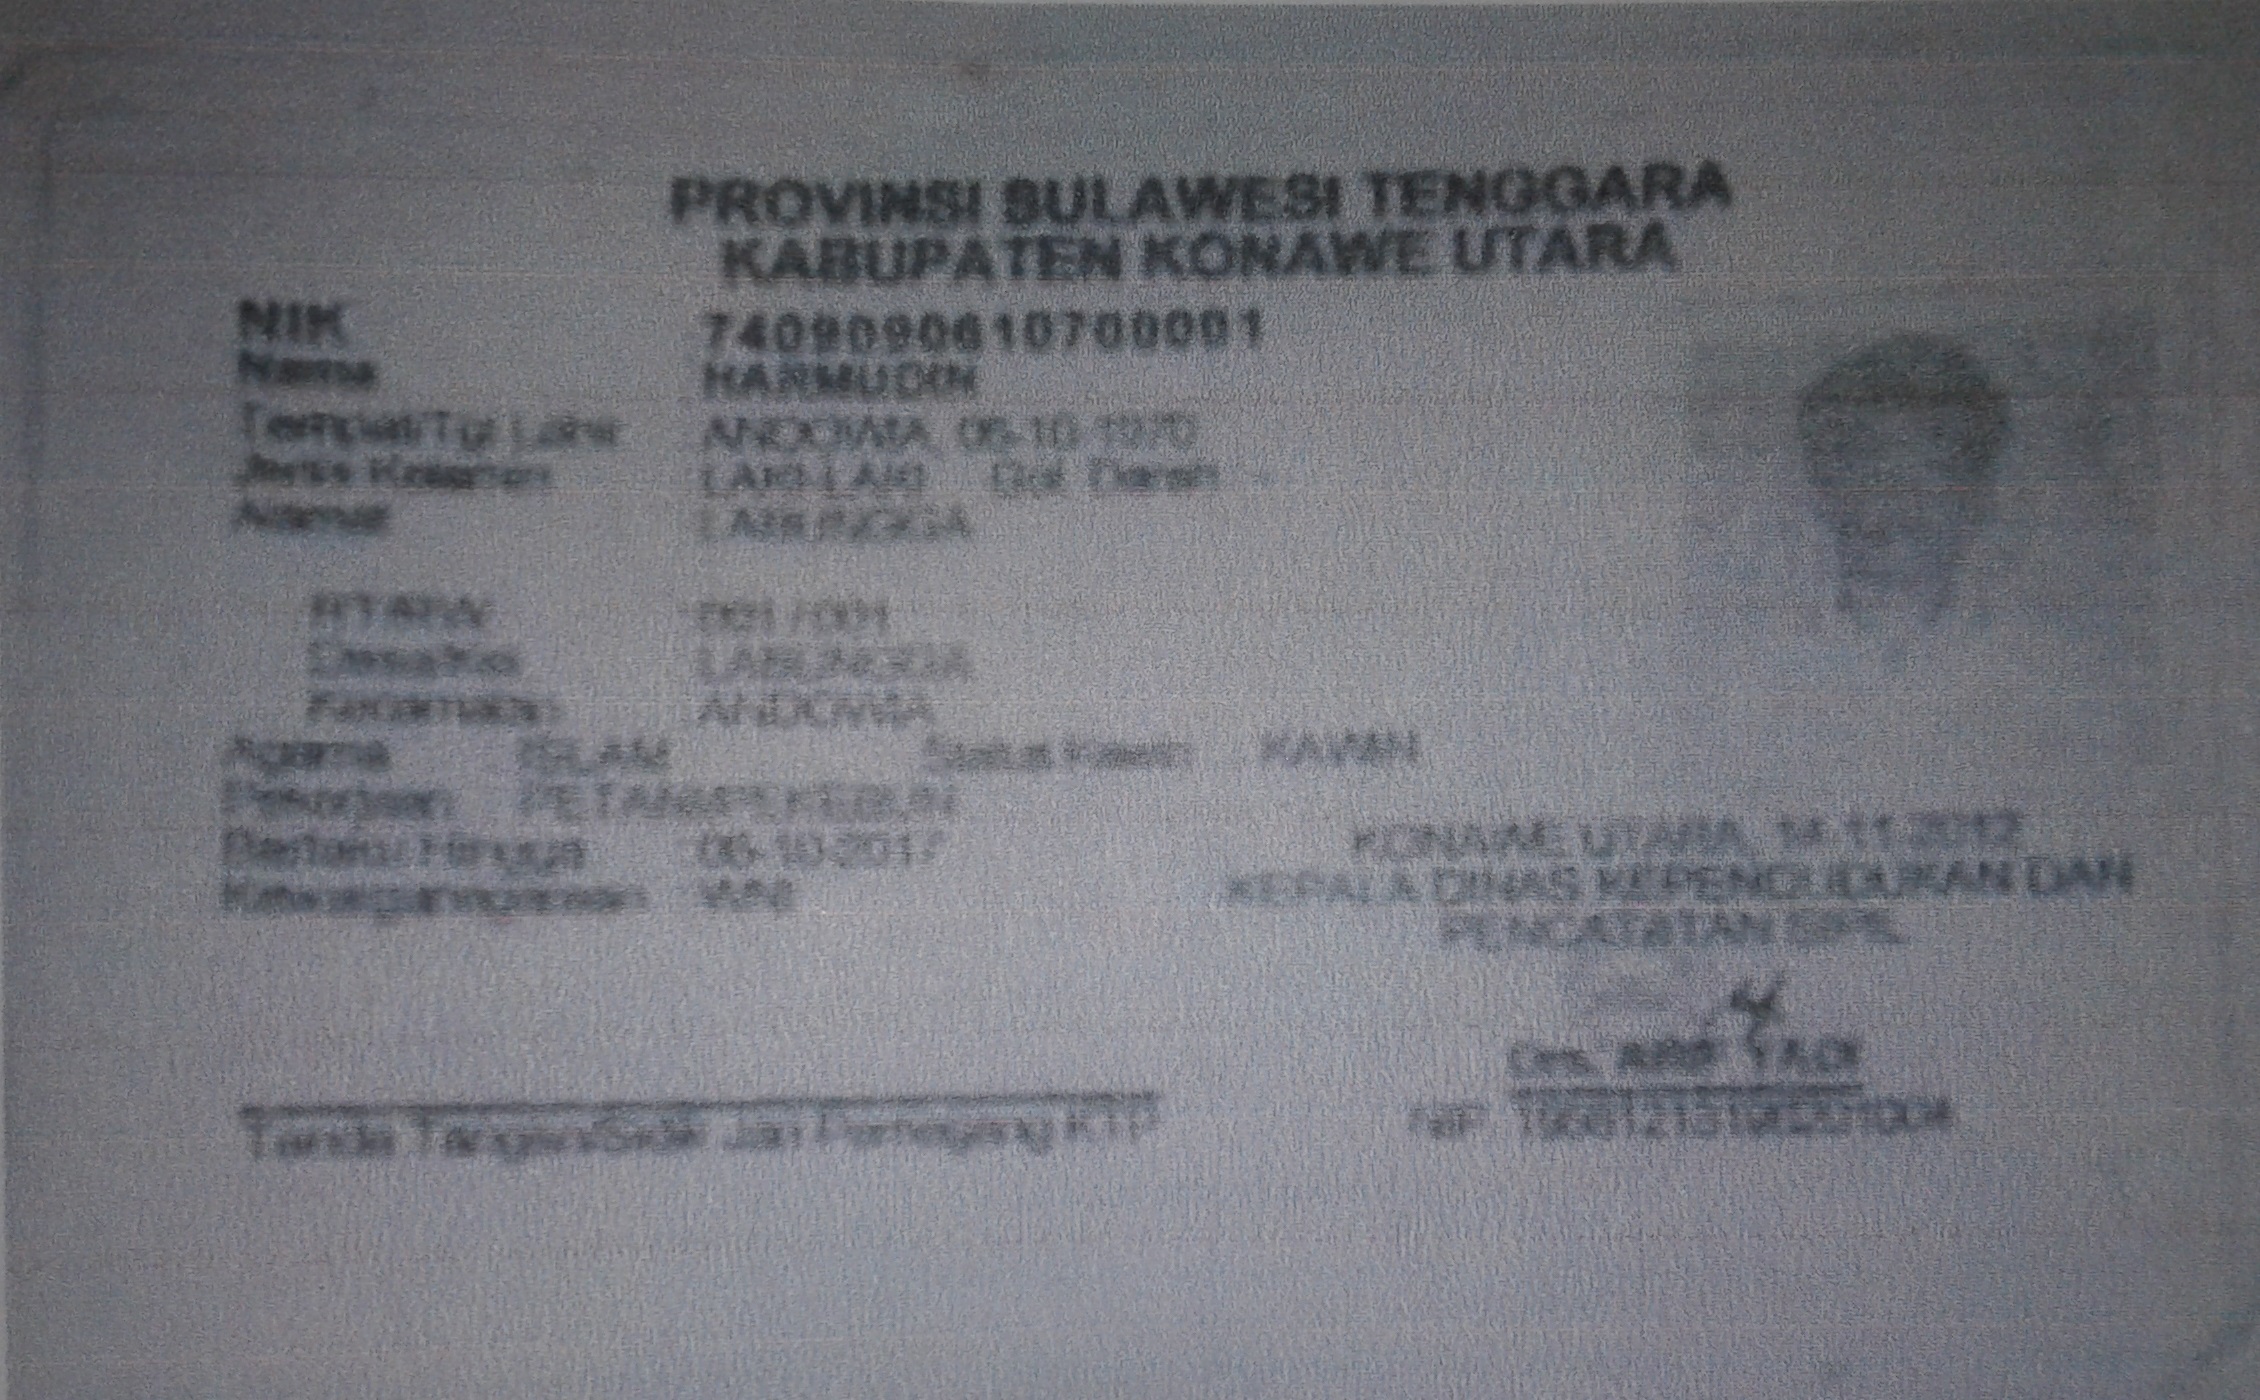 PROVINSI SULAWESI TENGGARA
KABUPATEN KONAWE UTARA
NIK 7409090610700001
Nama HARMUDIN
Tempat/Tgl Lahir ANDOWIA, 06-10-1970
Jenis Kelamin LAKI-LAKI Gol. Darah -
Alamat LABUNGGA
RT/RW 001 / 001
Desa/Kel LABUNGGA
Kecamatan ANDOWIA
Agama ISLAM Status Kawin KAWIN
Pekerjaan PETANI/PEKEBUN
Berlaku Hingga 06-10-2017
Kewarganegaraan WNI
KONAWE UTARA, 14-11-2012
KEPALA DINAS KEPENDUDUKAN DAN
PENCATATAN SIPIL
Drs. ARIF
Tanda Tangan/Sidik Jari Pemegang KTP
NIP.